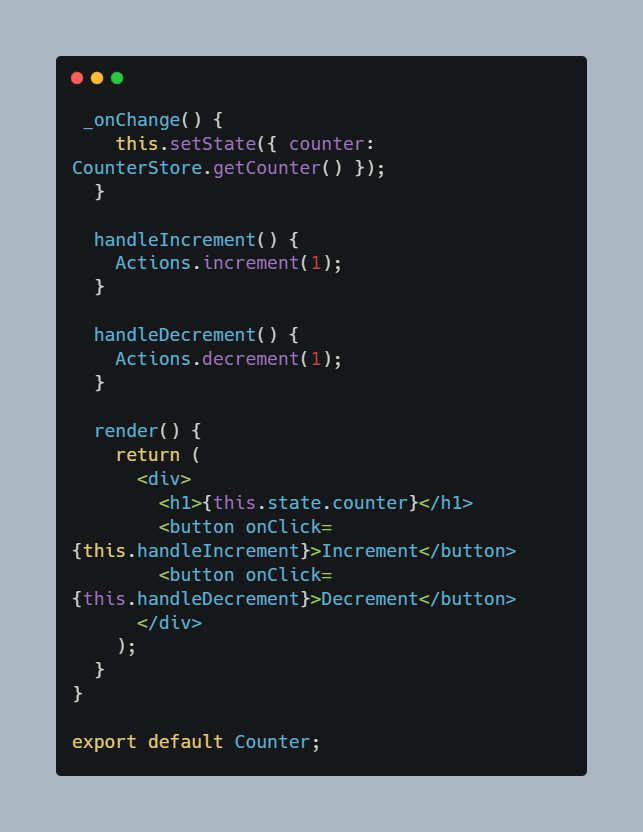 _onChange() {
this.setState({ counter:
CounterStore.getCounter() });
}
handleIncrement() {
Actions.increment(1);
}
handleDecrement() {
Actions.decrement(1);
}
render() {
return (
<div>
<h1>{this.state.counter}</h1>
<button onClick=
{this.handleIncrement}>Increment</button>
<button onClick=
{this.handleDecrement}>Decrement</button>
</div>
);
}
}
export default Counter;